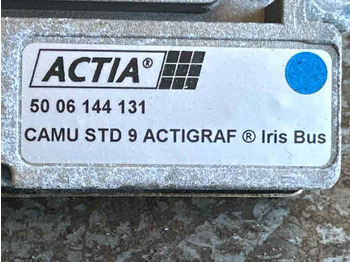 ACTIA®
50 06 144 131
CAMU STD 9 ACTIGRAF ® Iris Bus